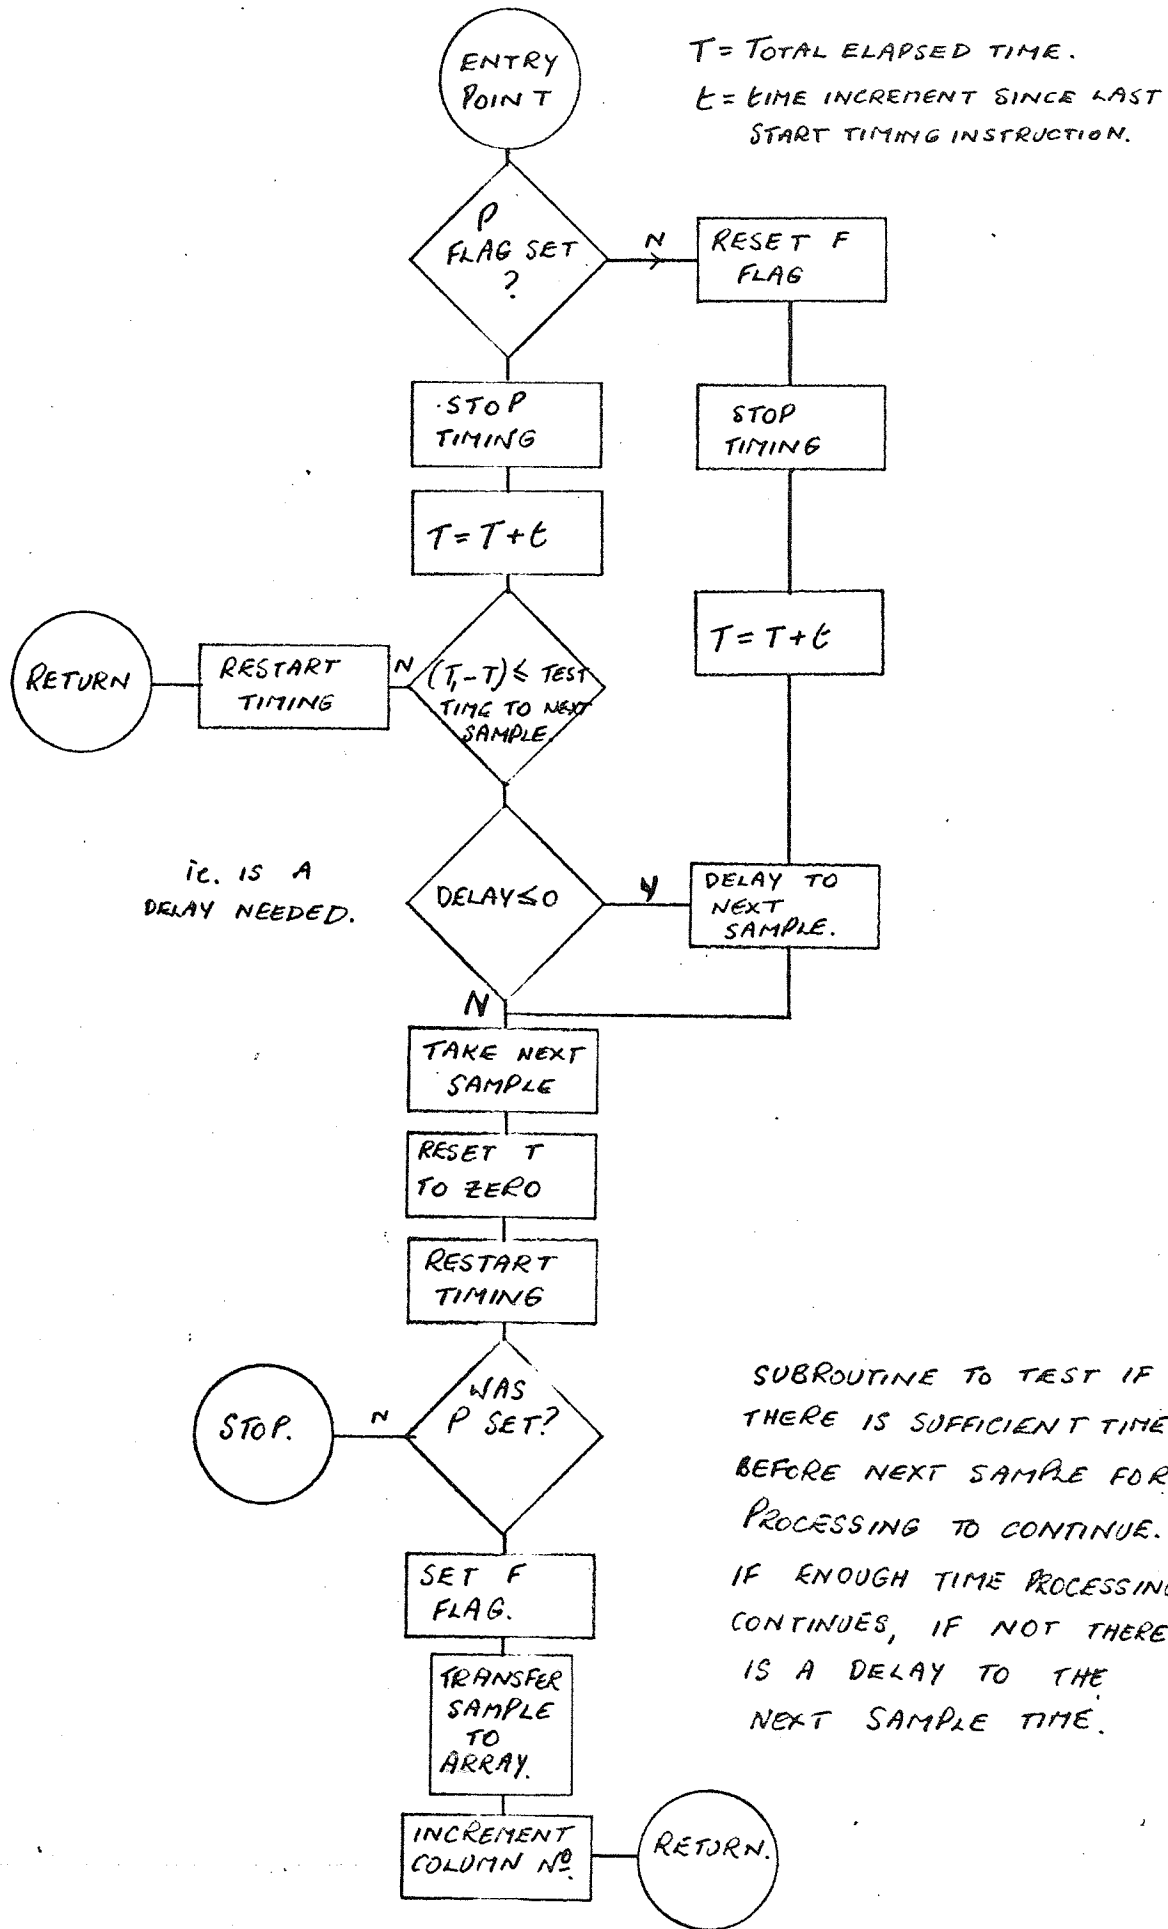 ENTRY
POINT
T = TOTAL ELAPSED TIME.
t = TIME INCREMENT SINCE LAST
START TIMING INSTRUCTION.
P
FLAG SET
?
N
RESET F
FLAG
STOP
TIMING
STOP
TIMING
T = T + t
T = T + t
RETURN
RESTART
TIMING
N
(T₁ - T) ≤ TEST
TIME TO NEXT
SAMPLE.
ie. IS A
DELAY NEEDED.
DELAY ≤ 0
Y
DELAY TO
NEXT
SAMPLE.
N
TAKE NEXT
SAMPLE
RESET T
TO ZERO
RESTART
TIMING
STOP.
N
WAS
P SET?
SET F
FLAG.
TRANSFER
SAMPLE
TO
ARRAY.
INCREMENT
COLUMN Nº
RETURN.
SUBROUTINE TO TEST IF
THERE IS SUFFICIENT TIME
BEFORE NEXT SAMPLE FOR
PROCESSING TO CONTINUE.
IF ENOUGH TIME PROCESSING
CONTINUES, IF NOT THERE
IS A DELAY TO THE
NEXT SAMPLE TIME.